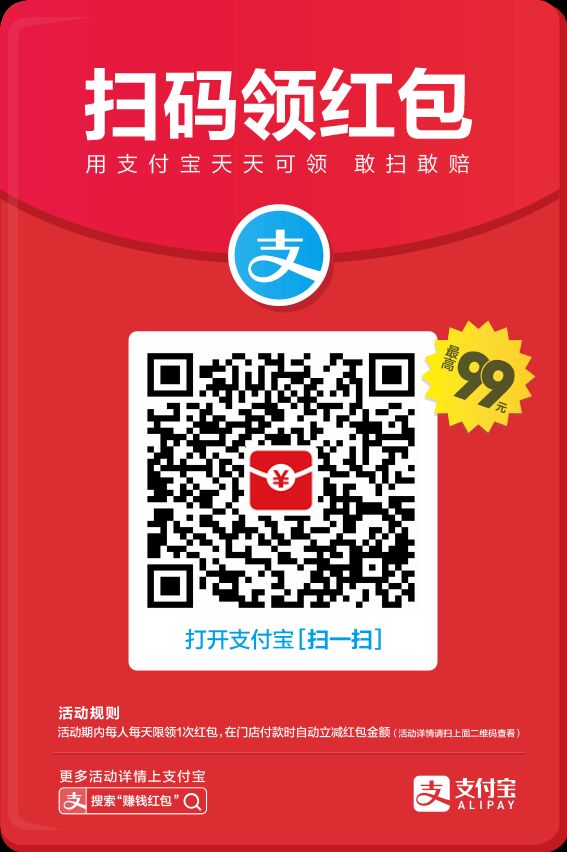 扫码领红包
用支付宝天天可领 敢扫敢赔
支
最高
99
元
¥
打开支付宝[扫一扫]
活动规则
活动期内每人每天限领1次红包，在门店付款时自动立减红包金额（活动详情请扫上面二维码查看）
更多活动详情上支付宝
支 搜索“赚钱红包”
支 支付宝
ALIPAY